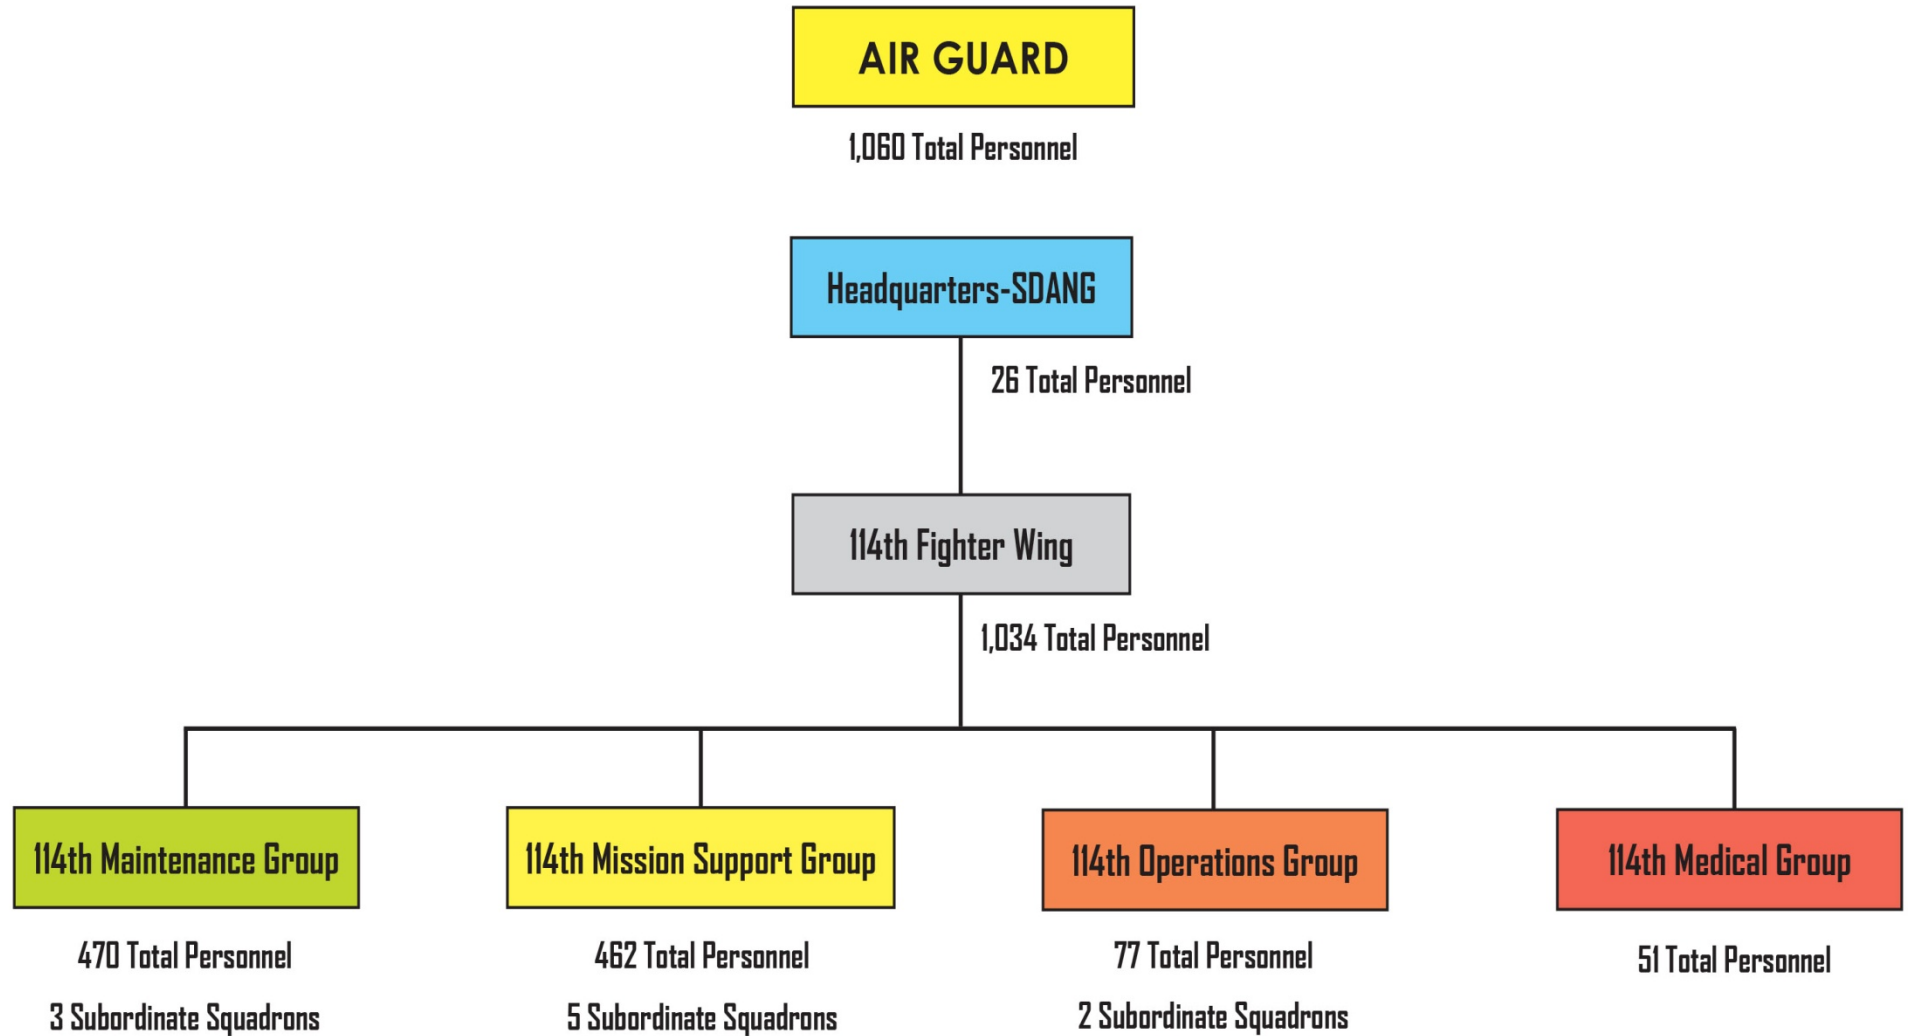 AIR GUARD
1,060 Total Personnel
Headquarters-SDANG
26 Total Personnel
114th Fighter Wing
1,034 Total Personnel
114th Maintenance Group
470 Total Personnel
3 Subordinate Squadrons
114th Mission Support Group
462 Total Personnel
5 Subordinate Squadrons
114th Operations Group
77 Total Personnel
2 Subordinate Squadrons
114th Medical Group
51 Total Personnel